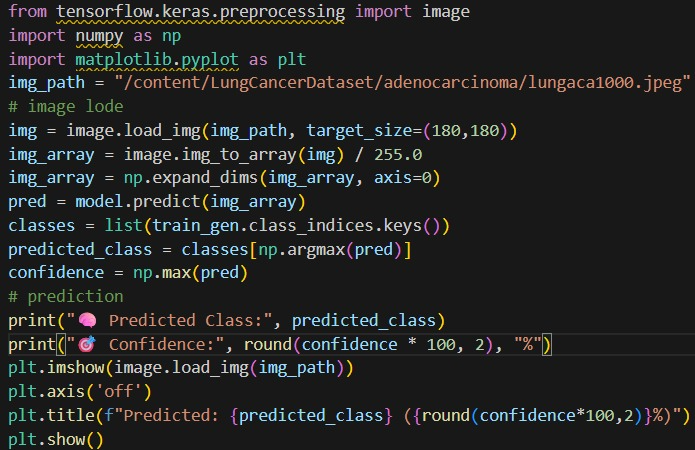 from tensorflow.keras.preprocessing import image
import numpy as np
import matplotlib.pyplot as plt
img_path = "/content/LungCancerDataset/adenocarcinoma/lungaca1000.jpeg"
# image lode
img = image.load_img(img_path, target_size=(180,180))
img_array = image.img_to_array(img) / 255.0
img_array = np.expand_dims(img_array, axis=0)
pred = model.predict(img_array)
classes = list(train_gen.class_indices.keys())
predicted_class = classes[np.argmax(pred)]
confidence = np.max(pred)
# prediction
print("🧠 Predicted Class:", predicted_class)
print("🎯 Confidence:", round(confidence * 100, 2), "%")
plt.imshow(image.load_img(img_path))
plt.axis('off')
plt.title(f"Predicted: {predicted_class} ({round(confidence*100,2)}%)")
plt.show()